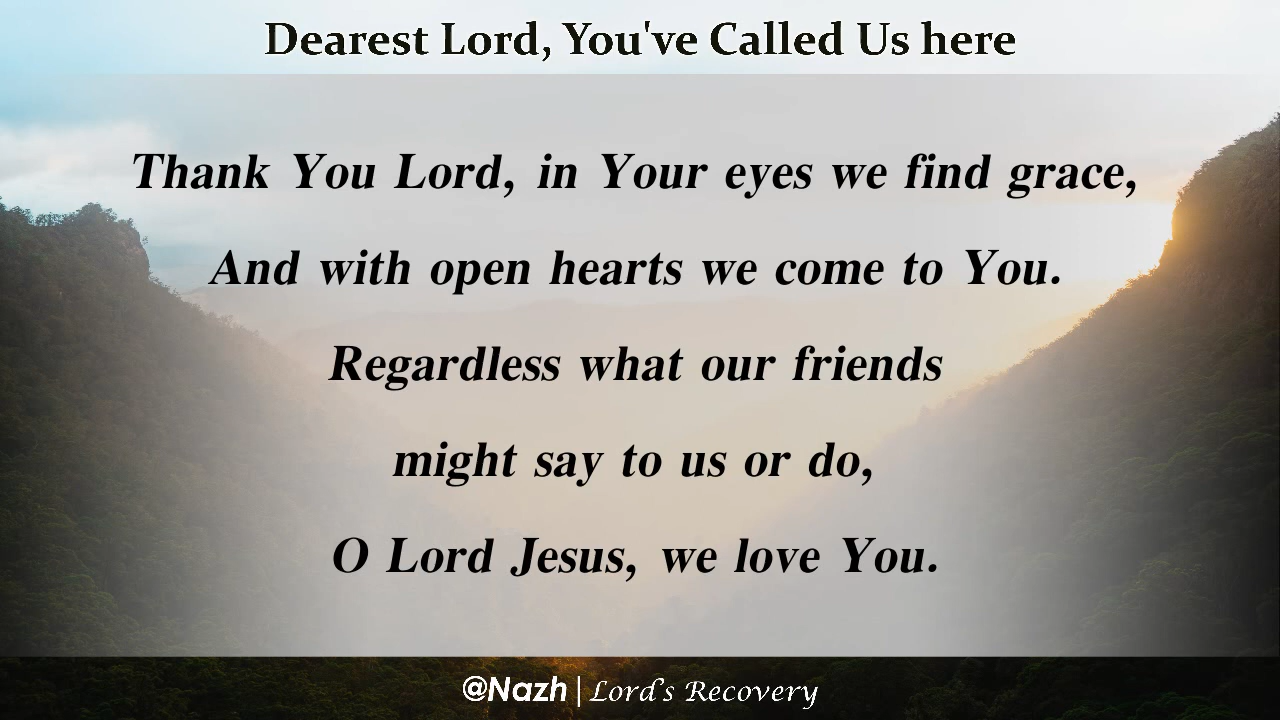 Dearest Lord, You've Called Us here
Thank You Lord, in Your eyes we find grace,
And with open hearts we come to You.
Regardless what our friends
might say to us or do,
O Lord Jesus, we love You.
@Nazh | Lord's Recovery